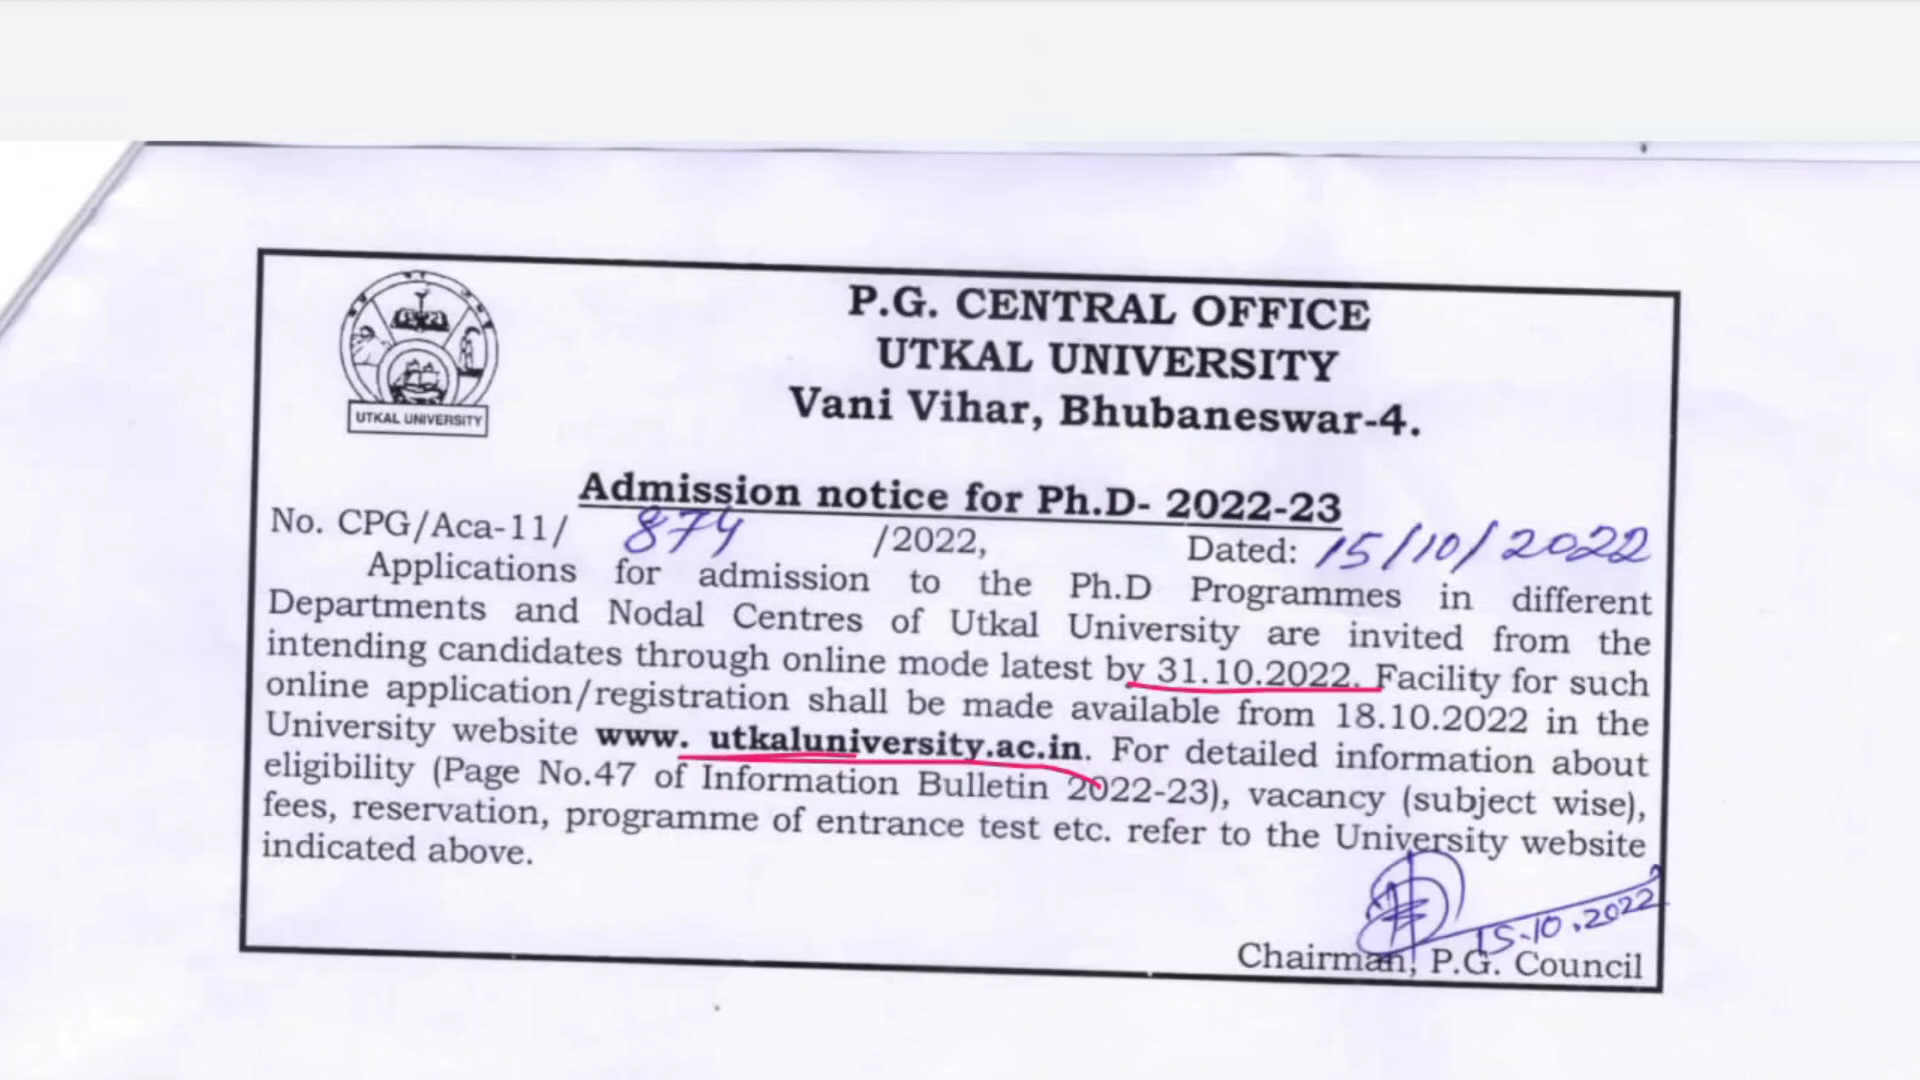 P.G. CENTRAL OFFICE
UTKAL UNIVERSITY
Vani Vihar, Bhubaneswar-4.
UTKAL UNIVERSITY
Admission notice for Ph.D- 2022-23
No. CPG/Aca-11/ 874 /2022, Dated: 15/10/2022
Applications for admission to the Ph.D Programmes in different
Departments and Nodal Centres of Utkal University are invited from the
intending candidates through online mode latest by 31.10.2022. Facility for such
online application/registration shall be made available from 18.10.2022 in the
University website www. utkaluniversity.ac.in. For detailed information about
eligibility (Page No.47 of Information Bulletin 2022-23), vacancy (subject wise),
fees, reservation, programme of entrance test etc. refer to the University website
indicated above.
15-10.2022
Chairman, P.G. Council